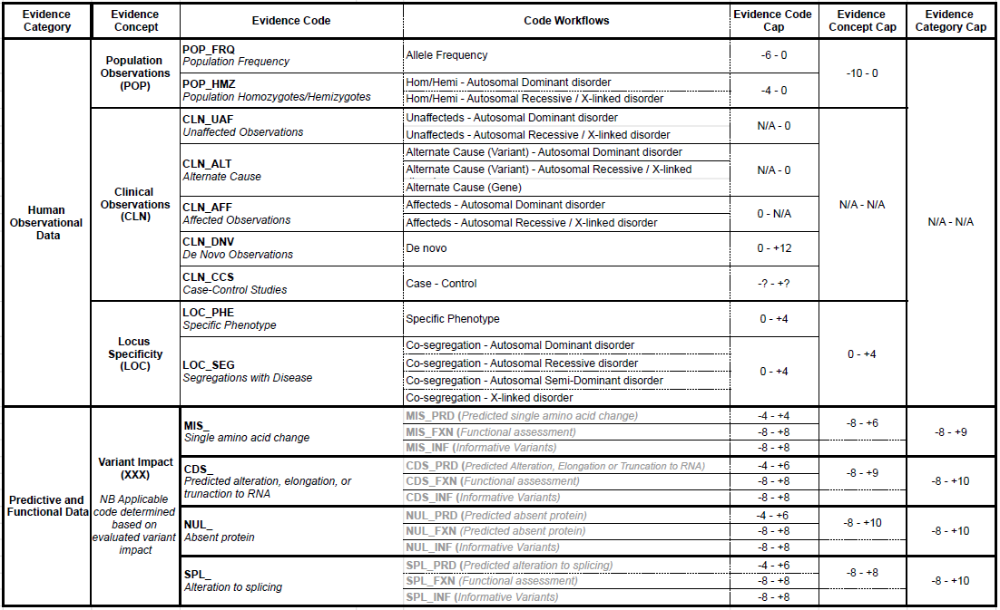 Evidence Category
Evidence Concept
Evidence Code
Code Workflows
Evidence Code Cap
Evidence Concept Cap
Evidence Category Cap
Human Observational Data
Population Observations (POP)
POP_FRQ
Population Frequency
Allele Frequency
-6 - 0
-10 - 0
N/A - N/A
POP_HMZ
Population Homozygotes/Hemizygotes
Hom/Hemi - Autosomal Dominant disorder
Hom/Hemi - Autosomal Recessive / X-linked disorder
-4 - 0
Clinical Observations (CLN)
CLN_UAF
Unaffected Observations
Unaffecteds - Autosomal Dominant disorder
Unaffecteds - Autosomal Recessive / X-linked disorder
N/A - 0
N/A - N/A
CLN_ALT
Alternate Cause
Alternate Cause (Variant) - Autosomal Dominant disorder
Alternate Cause (Variant) - Autosomal Recessive / X-linked
Alternate Cause (Gene)
N/A - 0
CLN_AFF
Affected Observations
Affecteds - Autosomal Dominant disorder
Affecteds - Autosomal Recessive / X-linked disorder
0 - N/A
CLN_DNV
De Novo Observations
De novo
0 - +12
CLN_CCS
Case-Control Studies
Case - Control
-? - +?
Locus Specificity (LOC)
LOC_PHE
Specific Phenotype
Specific Phenotype
0 - +4
0 - +4
LOC_SEG
Segregations with Disease
Co-segregation - Autosomal Dominant disorder
Co-segregation - Autosomal Recessive disorder
Co-segregation - Autosomal Semi-Dominant disorder
Co-segregation - X-linked disorder
0 - +4
Predictive and Functional Data
Variant Impact (XXX)
NB Applicable code determined based on evaluated variant impact
MIS_
Single amino acid change
MIS_PRD (Predicted single amino acid change)
-4 - +4
MIS_FXN (Functional assessment)
-8 - +8
MIS_INF (Informative Variants)
-8 - +8
-8 - +6
-8 - +9
CDS_
Predicted alteration, elongation, or trunaction to RNA
CDS_PRD (Predicted Alteration, Elongation or Truncation to RNA)
-4 - +6
CDS_FXN (Functional assessment)
-8 - +8
CDS_INF (Informative Variants)
-8 - +8
-8 - +9
-8 - +10
NUL_
Absent protein
NUL_PRD (Predicted absent protein)
-4 - +6
NUL_FXN (Functional assessment)
-8 - +8
NUL_INF (Informative Variants)
-8 - +8
-8 - +10
-8 - +10
SPL_
Alteration to splicing
SPL_PRD (Predicted alteration to splicing)
-4 - +6
SPL_FXN (Functional assessment)
-8 - +8
SPL_INF (Informative Variants)
-8 - +8
-8 - +8
-8 - +10